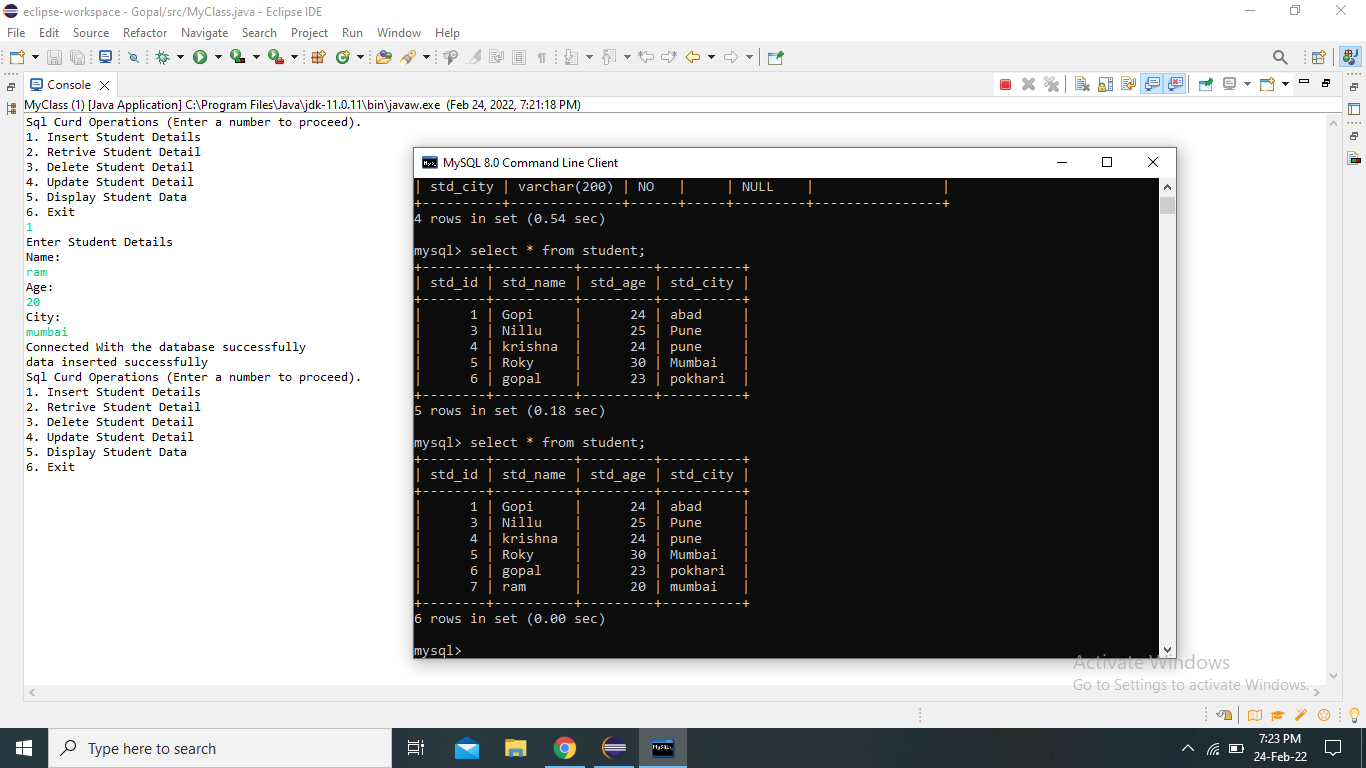 eclipse-workspace - Gopal/src/MyClass.java - Eclipse IDE
File Edit Source Refactor Navigate Search Project Run Window Help
Console
MyClass (1) [Java Application] C:\Program Files\Java\jdk-11.0.11\bin\javaw.exe (Feb 24, 2022, 7:21:18 PM)
Sql Curd Operations (Enter a number to proceed).
1. Insert Student Details
2. Retrive Student Detail
3. Delete Student Detail
4. Update Student Detail
5. Display Student Data
6. Exit
1
Enter Student Details
Name:
ram
Age:
20
City:
mumbai
Connected With the database successfully
data inserted successfully
Sql Curd Operations (Enter a number to proceed).
1. Insert Student Details
2. Retrive Student Detail
3. Delete Student Detail
4. Update Student Detail
5. Display Student Data
6. Exit
MySQL 8.0 Command Line Client
| std_city | varchar(200) | NO   |     | NULL    |                |
+----------+--------------+------+-----+---------+----------------+
4 rows in set (0.54 sec)
mysql> select * from student;
+--------+----------+---------+----------+
| std_id | std_name | std_age | std_city |
+--------+----------+---------+----------+
|      1 | Gopi     |      24 | abad     |
|      3 | Nillu    |      25 | Pune     |
|      4 | krishna  |      24 | pune     |
|      5 | Roky     |      30 | Mumbai   |
|      6 | gopal    |      23 | pokhari  |
+--------+----------+---------+----------+
5 rows in set (0.18 sec)
mysql> select * from student;
+--------+----------+---------+----------+
| std_id | std_name | std_age | std_city |
+--------+----------+---------+----------+
|      1 | Gopi     |      24 | abad     |
|      3 | Nillu    |      25 | Pune     |
|      4 | krishna  |      24 | pune     |
|      5 | Roky     |      30 | Mumbai   |
|      6 | gopal    |      23 | pokhari  |
|      7 | ram      |      20 | mumbai   |
+--------+----------+---------+----------+
6 rows in set (0.00 sec)
mysql>
Activate Windows
Go to Settings to activate Windows.
Type here to search
MySQL
7:23 PM
24-Feb-22